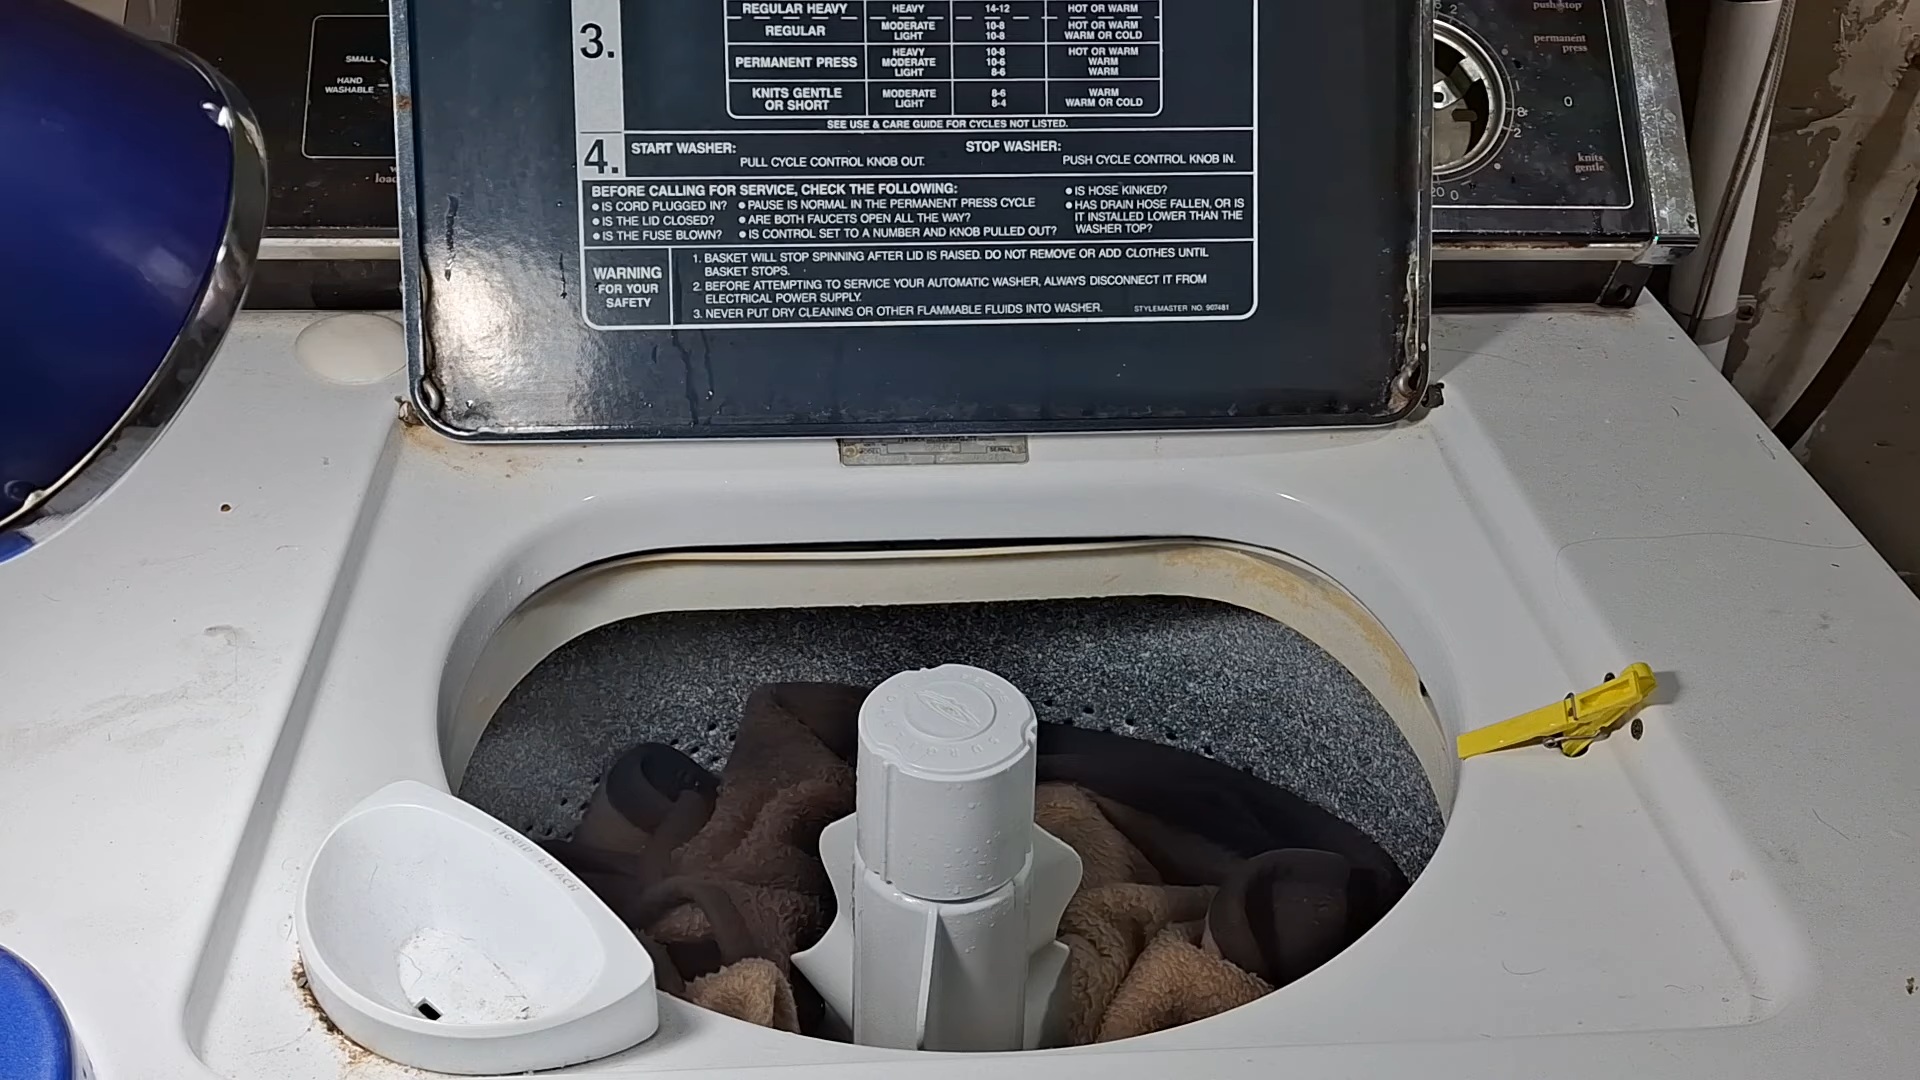 SMALL
HAND
WASHABLE
3.
REGULAR HEAVY HEAVY 14-12 HOT OR WARM
REGULAR MODERATE 10-8 HOT OR WARM
LIGHT 10-8 WARM OR COLD
PERMANENT PRESS HEAVY 10-8 HOT OR WARM
MODERATE 10-6 WARM
LIGHT 8-6 WARM
KNITS GENTLE OR SHORT MODERATE 8-6 WARM
LIGHT 8-4 WARM OR COLD
SEE USE & CARE GUIDE FOR CYCLES NOT LISTED.
4. START WASHER: STOP WASHER:
PULL CYCLE CONTROL KNOB OUT. PUSH CYCLE CONTROL KNOB IN.
BEFORE CALLING FOR SERVICE, CHECK THE FOLLOWING:
• IS CORD PLUGGED IN?
• IS THE LID CLOSED?
• IS THE FUSE BLOWN?
• PAUSE IS NORMAL IN THE PERMANENT PRESS CYCLE
• ARE BOTH FAUCETS OPEN ALL THE WAY?
• IS CONTROL SET TO A NUMBER AND KNOB PULLED OUT?
• IS HOSE KINKED?
• HAS DRAIN HOSE FALLEN, OR IS
IT INSTALLED LOWER THAN THE
WASHER TOP?
WARNING
FOR YOUR
SAFETY
1. BASKET WILL STOP SPINNING AFTER LID IS RAISED. DO NOT REMOVE OR ADD CLOTHES UNTIL
BASKET STOPS.
2. BEFORE ATTEMPTING TO SERVICE YOUR AUTOMATIC WASHER, ALWAYS DISCONNECT IT FROM
ELECTRICAL POWER SUPPLY.
3. NEVER PUT DRY CLEANING OR OTHER FLAMMABLE FLUIDS INTO WASHER.
STYLEMASTER NO. 907481
push-stop
permanent
press
knits
gentle
MODEL SERIAL
LIQUID BLEACH